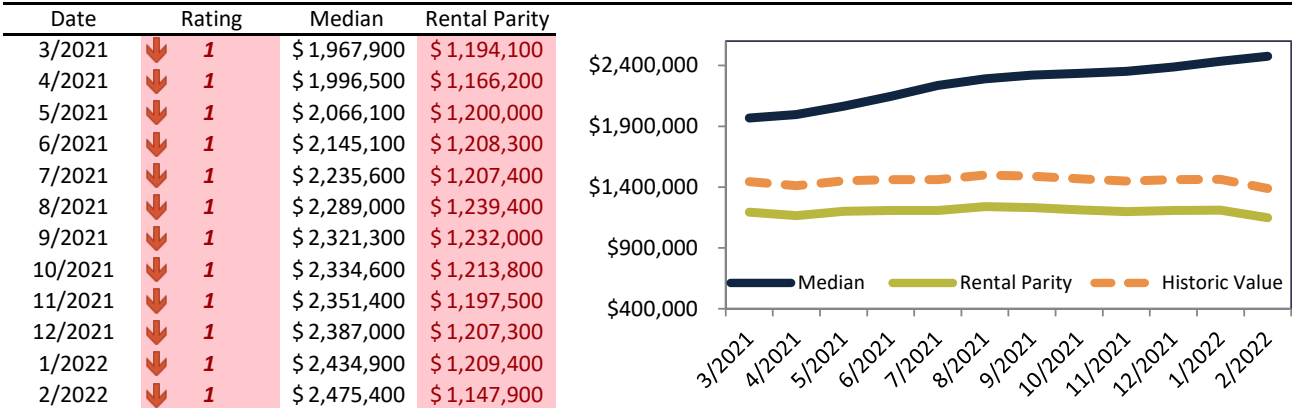 Date Rating Median Rental Parity
3/2021 1 $ 1,967,900 $ 1,194,100
4/2021 1 $ 1,996,500 $ 1,166,200
5/2021 1 $ 2,066,100 $ 1,200,000
6/2021 1 $ 2,145,100 $ 1,208,300
7/2021 1 $ 2,235,600 $ 1,207,400
8/2021 1 $ 2,289,000 $ 1,239,400
9/2021 1 $ 2,321,300 $ 1,232,000
10/2021 1 $ 2,334,600 $ 1,213,800
11/2021 1 $ 2,351,400 $ 1,197,500
12/2021 1 $ 2,387,000 $ 1,207,300
1/2022 1 $ 2,434,900 $ 1,209,400
2/2022 1 $ 2,475,400 $ 1,147,900
$2,400,000
$1,900,000
$1,400,000
$900,000
$400,000
Median Rental Parity Historic Value
3/2021 4/2021 5/2021 6/2021 7/2021 8/2021 9/2021 10/2021 11/2021 12/2021 1/2022 2/2022